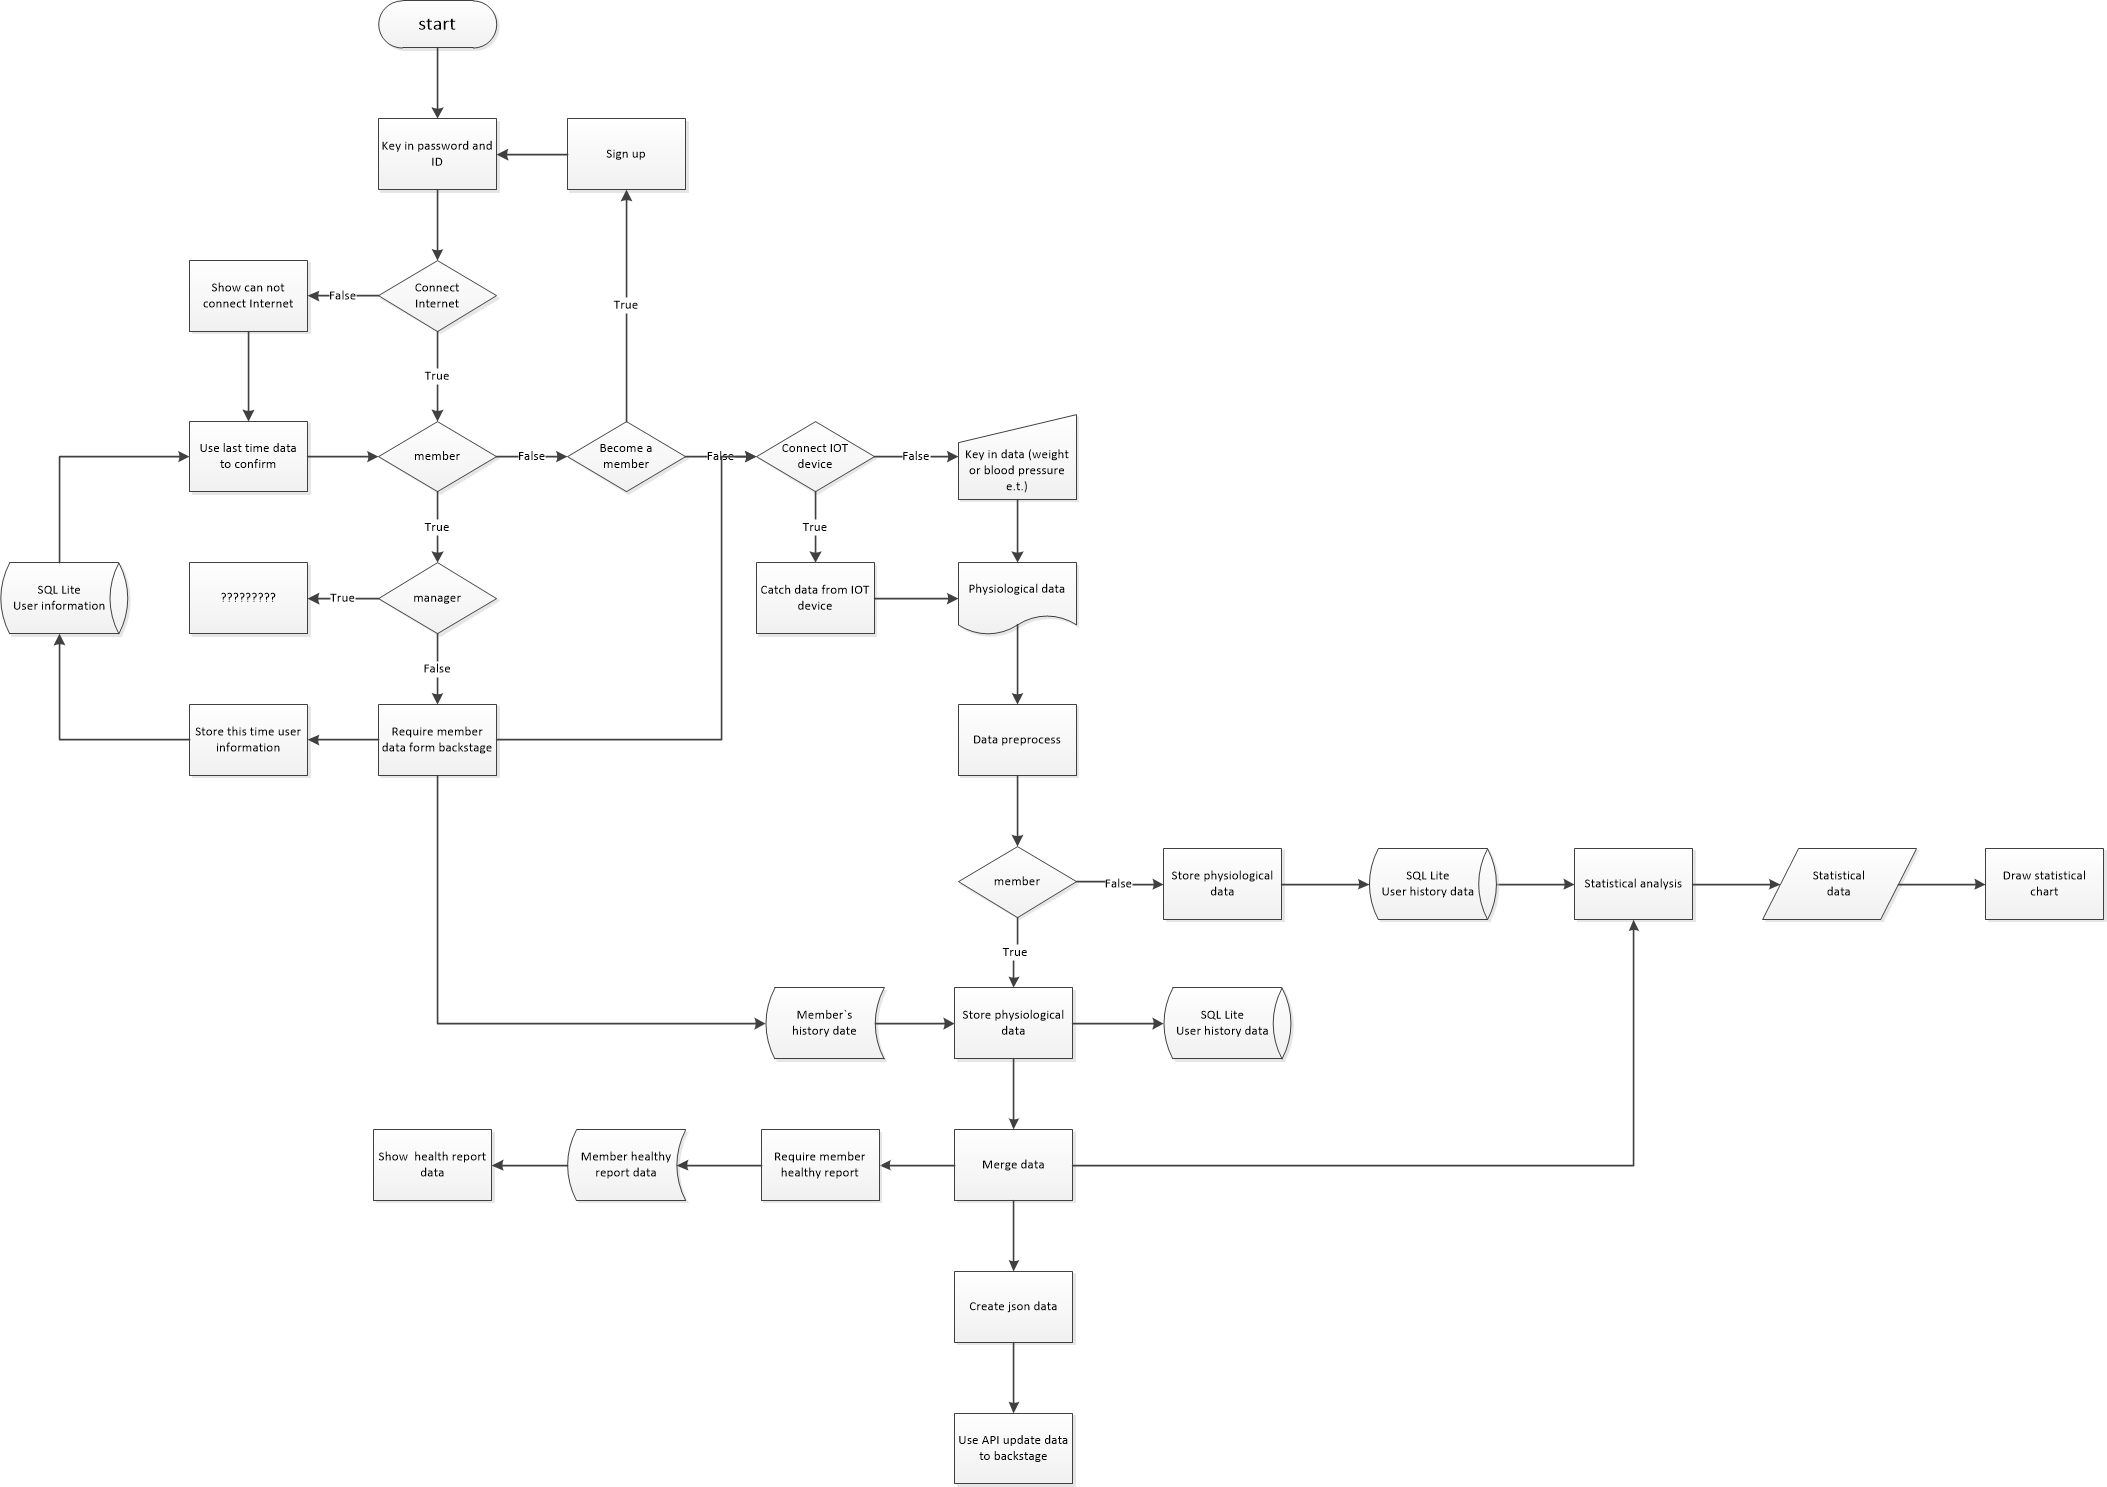 start
Key in password and
ID
Sign up
Show can not
connect Internet
False
Connect
Internet
True
True
Use last time data
to confirm
member
False
Become a
member
False
Connect IOT
device
False
Key in data (weight
or blood pressure
e.t.)
True
True
SQL Lite
User information
?????????
True
manager
Catch data from IOT
device
Physiological data
False
Store this time user
information
Require member
data form backstage
Data preprocess
member
False
Store physiological
data
SQL Lite
User history data
Statistical analysis
Statistical
data
Draw statistical
chart
True
Member`s
history date
Store physiological
data
SQL Lite
User history data
Show  health report
data
Member healthy
report data
Require member
healthy report
Merge data
Create json data
Use API update data
to backstage